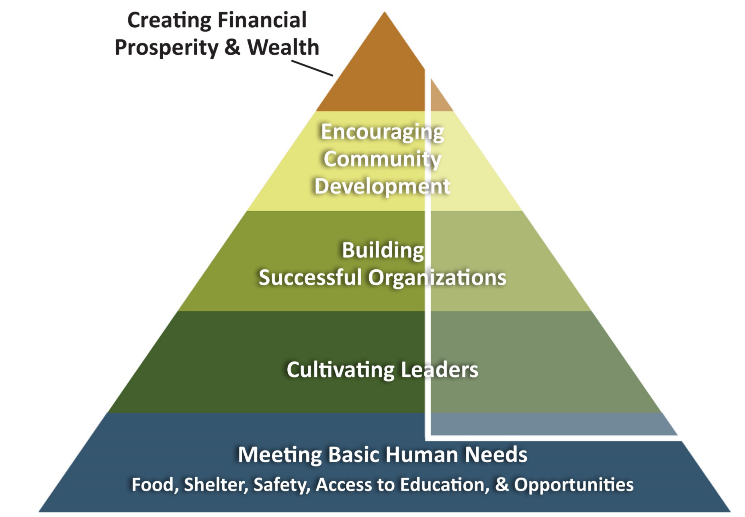 Creating Financial
Prosperity & Wealth
Encouraging
Community
Development
Building
Successful Organizations
Cultivating Leaders
Meeting Basic Human Needs
Food, Shelter, Safety, Access to Education, & Opportunities